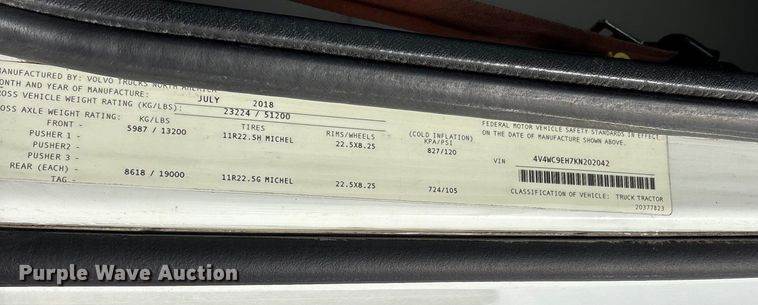 MANUFACTURED BY: VOLVO TRUCKS NORTH AMERICA
MONTH AND YEAR OF MANUFACTURE: JULY 2018
GROSS VEHICLE WEIGHT RATING (KG/LBS): 23224 / 51200
OSS AXLE WEIGHT RATING: KG/LBS TIRES RIMS/WHEELS (COLD INFLATION) KPA/PSI
FRONT - 5987 / 13200 11R22.5H MICHEL 22.5X8.25 827/120
PUSHER 1 -
PUSHER2 -
PUSHER 3 -
REAR (EACH) - 8618 / 19000 11R22.5G MICHEL 22.5X8.25 724/105
TAG -
FEDERAL MOTOR VEHICLE SAFETY STANDARDS IN EFFECT
ON THE DATE OF MANUFACTURE SHOWN ABOVE.
VIN 4V4WC9EH7KN202042
CLASSIFICATION OF VEHICLE: TRUCK TRACTOR
20377823
Purple Wave Auction